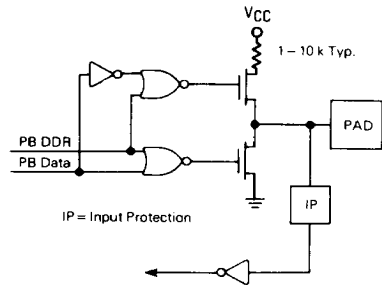 VCC
1 – 10 k Typ.
PAD
PB DDR
PB Data
IP = Input Protection
IP